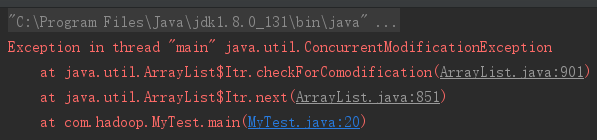 "C:\Program Files\Java\jdk1.8.0_131\bin\java" ...
Exception in thread "main" java.util.ConcurrentModificationException
at java.util.ArrayList$Itr.checkForComodification(ArrayList.java:901)
at java.util.ArrayList$Itr.next(ArrayList.java:851)
at com.hadoop.MyTest.main(MyTest.java:20)